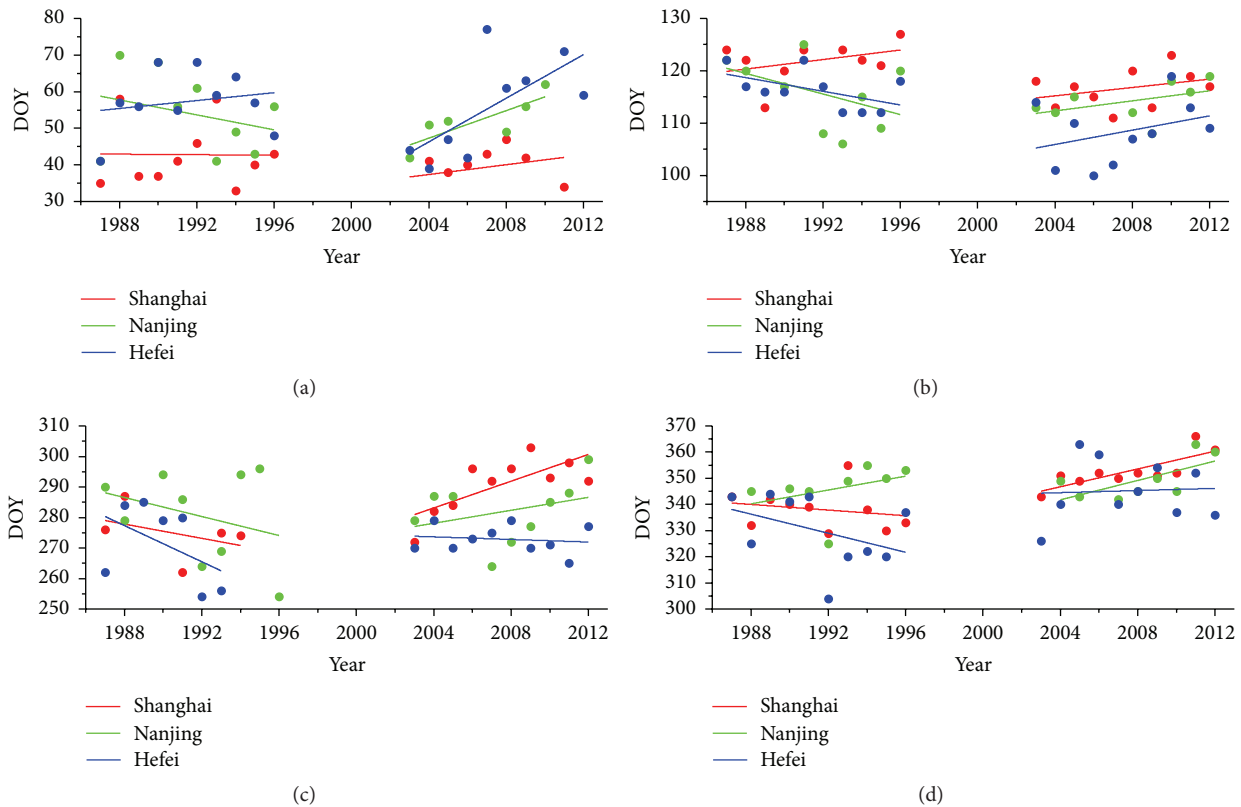 DOY
80
70
60
50
40
30
1988 1992 1996 2000 2004 2008 2012
Year
Shanghai
Nanjing
Hefei
(a)
DOY
130
120
110
100
1988 1992 1996 2000 2004 2008 2012
Year
Shanghai
Nanjing
Hefei
(b)
DOY
310
300
290
280
270
260
250
1988 1992 1996 2000 2004 2008 2012
Year
Shanghai
Nanjing
Hefei
(c)
DOY
370
360
350
340
330
320
310
300
1988 1992 1996 2000 2004 2008 2012
Year
Shanghai
Nanjing
Hefei
(d)